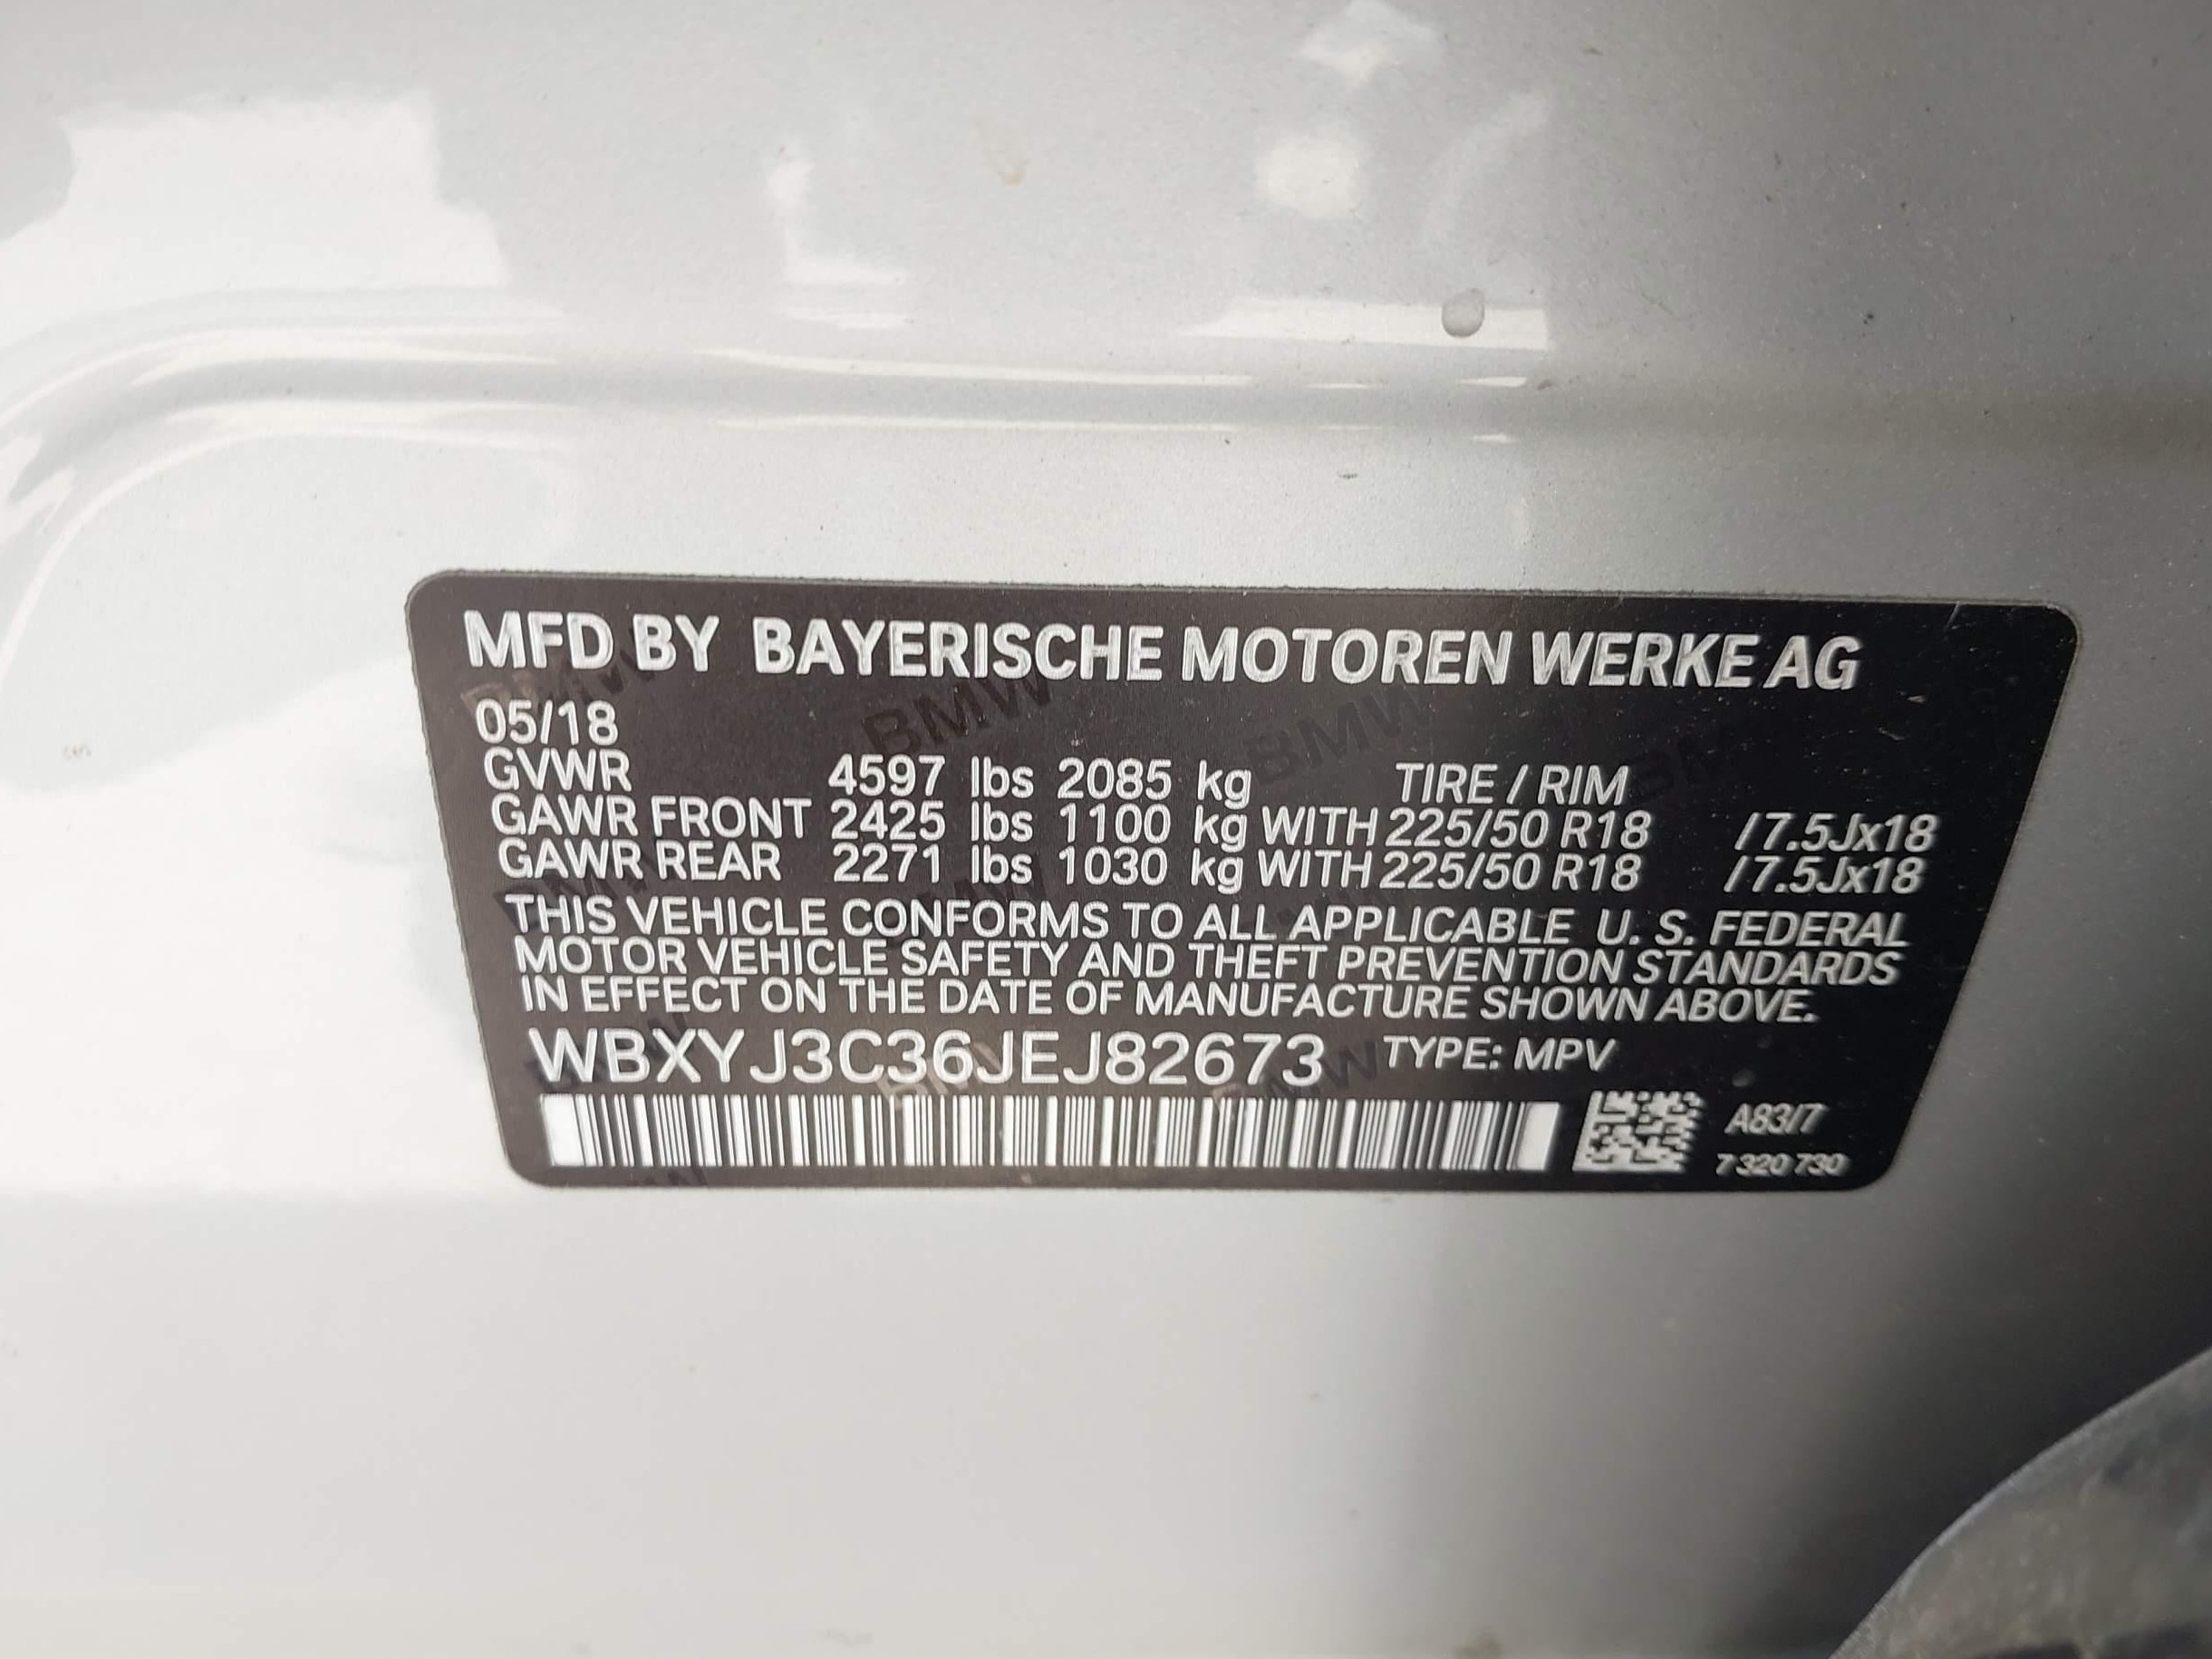 MFD BY BAYERISCHE MOTOREN WERKE AG
05/18
GVWR 4597 lbs 2085 kg TIRE / RIM
GAWR FRONT 2425 lbs 1100 kg WITH 225/50 R18 /7.5Jx18
GAWR REAR 2271 lbs 1030 kg WITH 225/50 R18 /7.5Jx18
THIS VEHICLE CONFORMS TO ALL APPLICABLE U. S. FEDERAL
MOTOR VEHICLE SAFETY AND THEFT PREVENTION STANDARDS
IN EFFECT ON THE DATE OF MANUFACTURE SHOWN ABOVE.
WBXYJ3C36JEJ82673 TYPE: MPV
A83/7
7 320 730
BMW BMW BMW